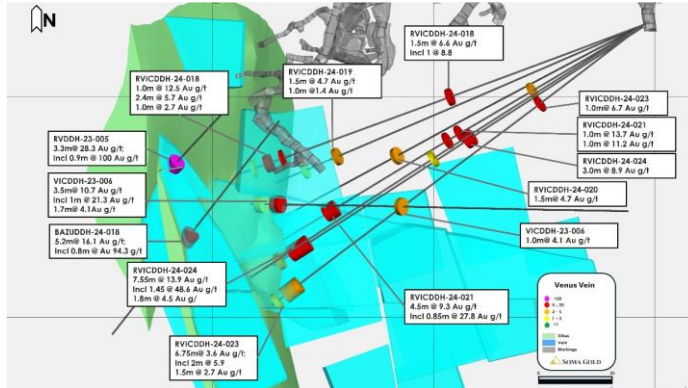 N
RVICDDH-24-018
1.5m @ 6.6 Au g/t
Incl 1 @ 8.8
RVICDDH-24-019
1.5m @ 4.7 Au g/t
1.0m @1.4 Au g/t
RVICDDH-24-018
1.0m @ 12.5 Au g/t
2.4m @ 5.7 Au g/t
1.0m @ 2.7 Au g/t
RVICDDH-24-023
1.0m @ 6.7 Au g/t
RVICDDH-24-021
1.0m @ 13.7 Au g/t
1.0m @ 11.2 Au g/t
RVDDH-23-005
3.3m@ 28.3 Au g/t;
Incl 0.9m @ 100 Au g/t
RVICDDH-24-024
3.0m @ 8.9 Au g/t
VICDDH-23-006
3.5m @ 10.7 Au g/t
Incl 1m @ 21.3 Au g/t
1.7m @ 4.1Au g/t
RVICDDH-24-020
1.5m @ 4.7 Au g/t
BAZUDDH-24-018
5.2m @ 16.1 Au g/t;
Incl 0.8m @ Au 94.3 g/t
VICDDH-23-006
1.0m @ 4.1 Au g/t
RVICDDH-24-024
7.55m @ 13.9 Au g/t
Incl 1.45 @ 48.6 Au g/t
1.8m @ 4.5 Au g/
RVICDDH-24-021
4.5m @ 9.3 Au g/t
Incl 0.85m @ 27.8 Au g/t
RVICDDH-24-023
6.75m @ 3.6 Au g/t;
Incl 2m @ 5.9
1.5m @ 2.7 Au g/t
Venus Vein
Vein
Workings
SOMA GOLD